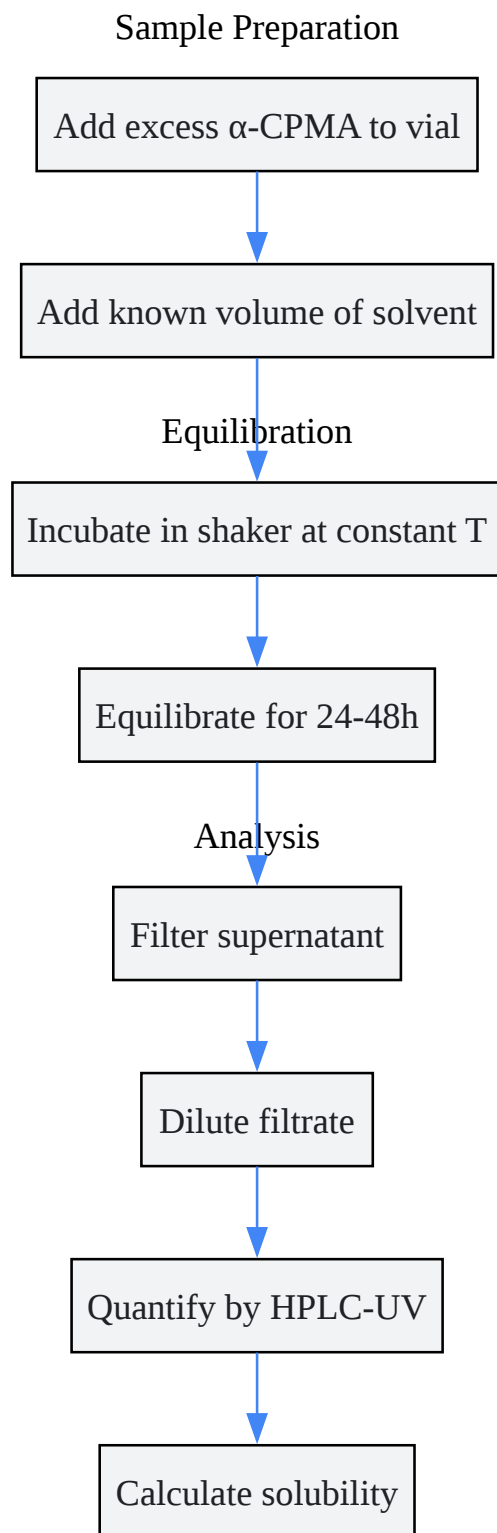 Sample Preparation
Add excess α-CPMA to vial
Add known volume of solvent
Equilibration
Incubate in shaker at constant T
Equilibrate for 24-48h
Analysis
Filter supernatant
Dilute filtrate
Quantify by HPLC-UV
Calculate solubility